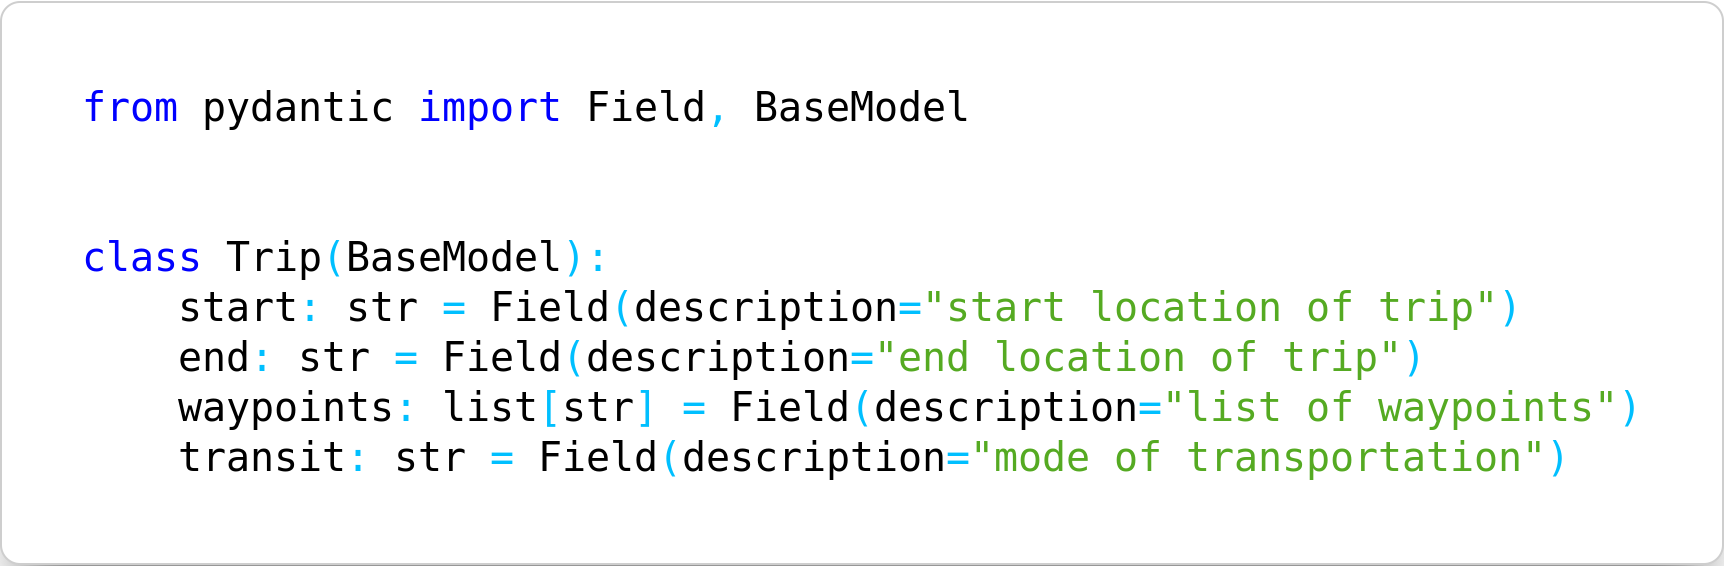 from pydantic import Field, BaseModel
class Trip(BaseModel):
    start: str = Field(description="start location of trip")
    end: str = Field(description="end location of trip")
    waypoints: list[str] = Field(description="list of waypoints")
    transit: str = Field(description="mode of transportation")